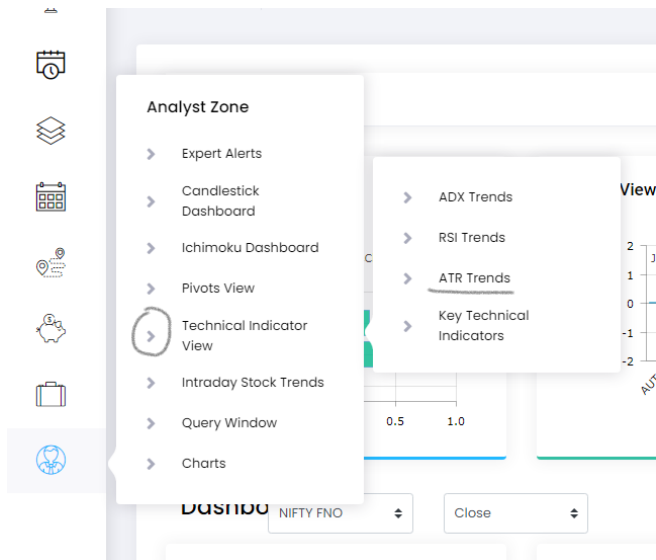 Analyst Zone
Expert Alerts
Candlestick
Dashboard
Ichimoku Dashboard
Pivots View
Technical Indicator
View
Intraday Stock Trends
Query Window
Charts
ADX Trends
RSI Trends
ATR Trends
Key Technical
Indicators
View
2
1
0
-1
-2
0.5
1.0
NIFTY FNO
Close